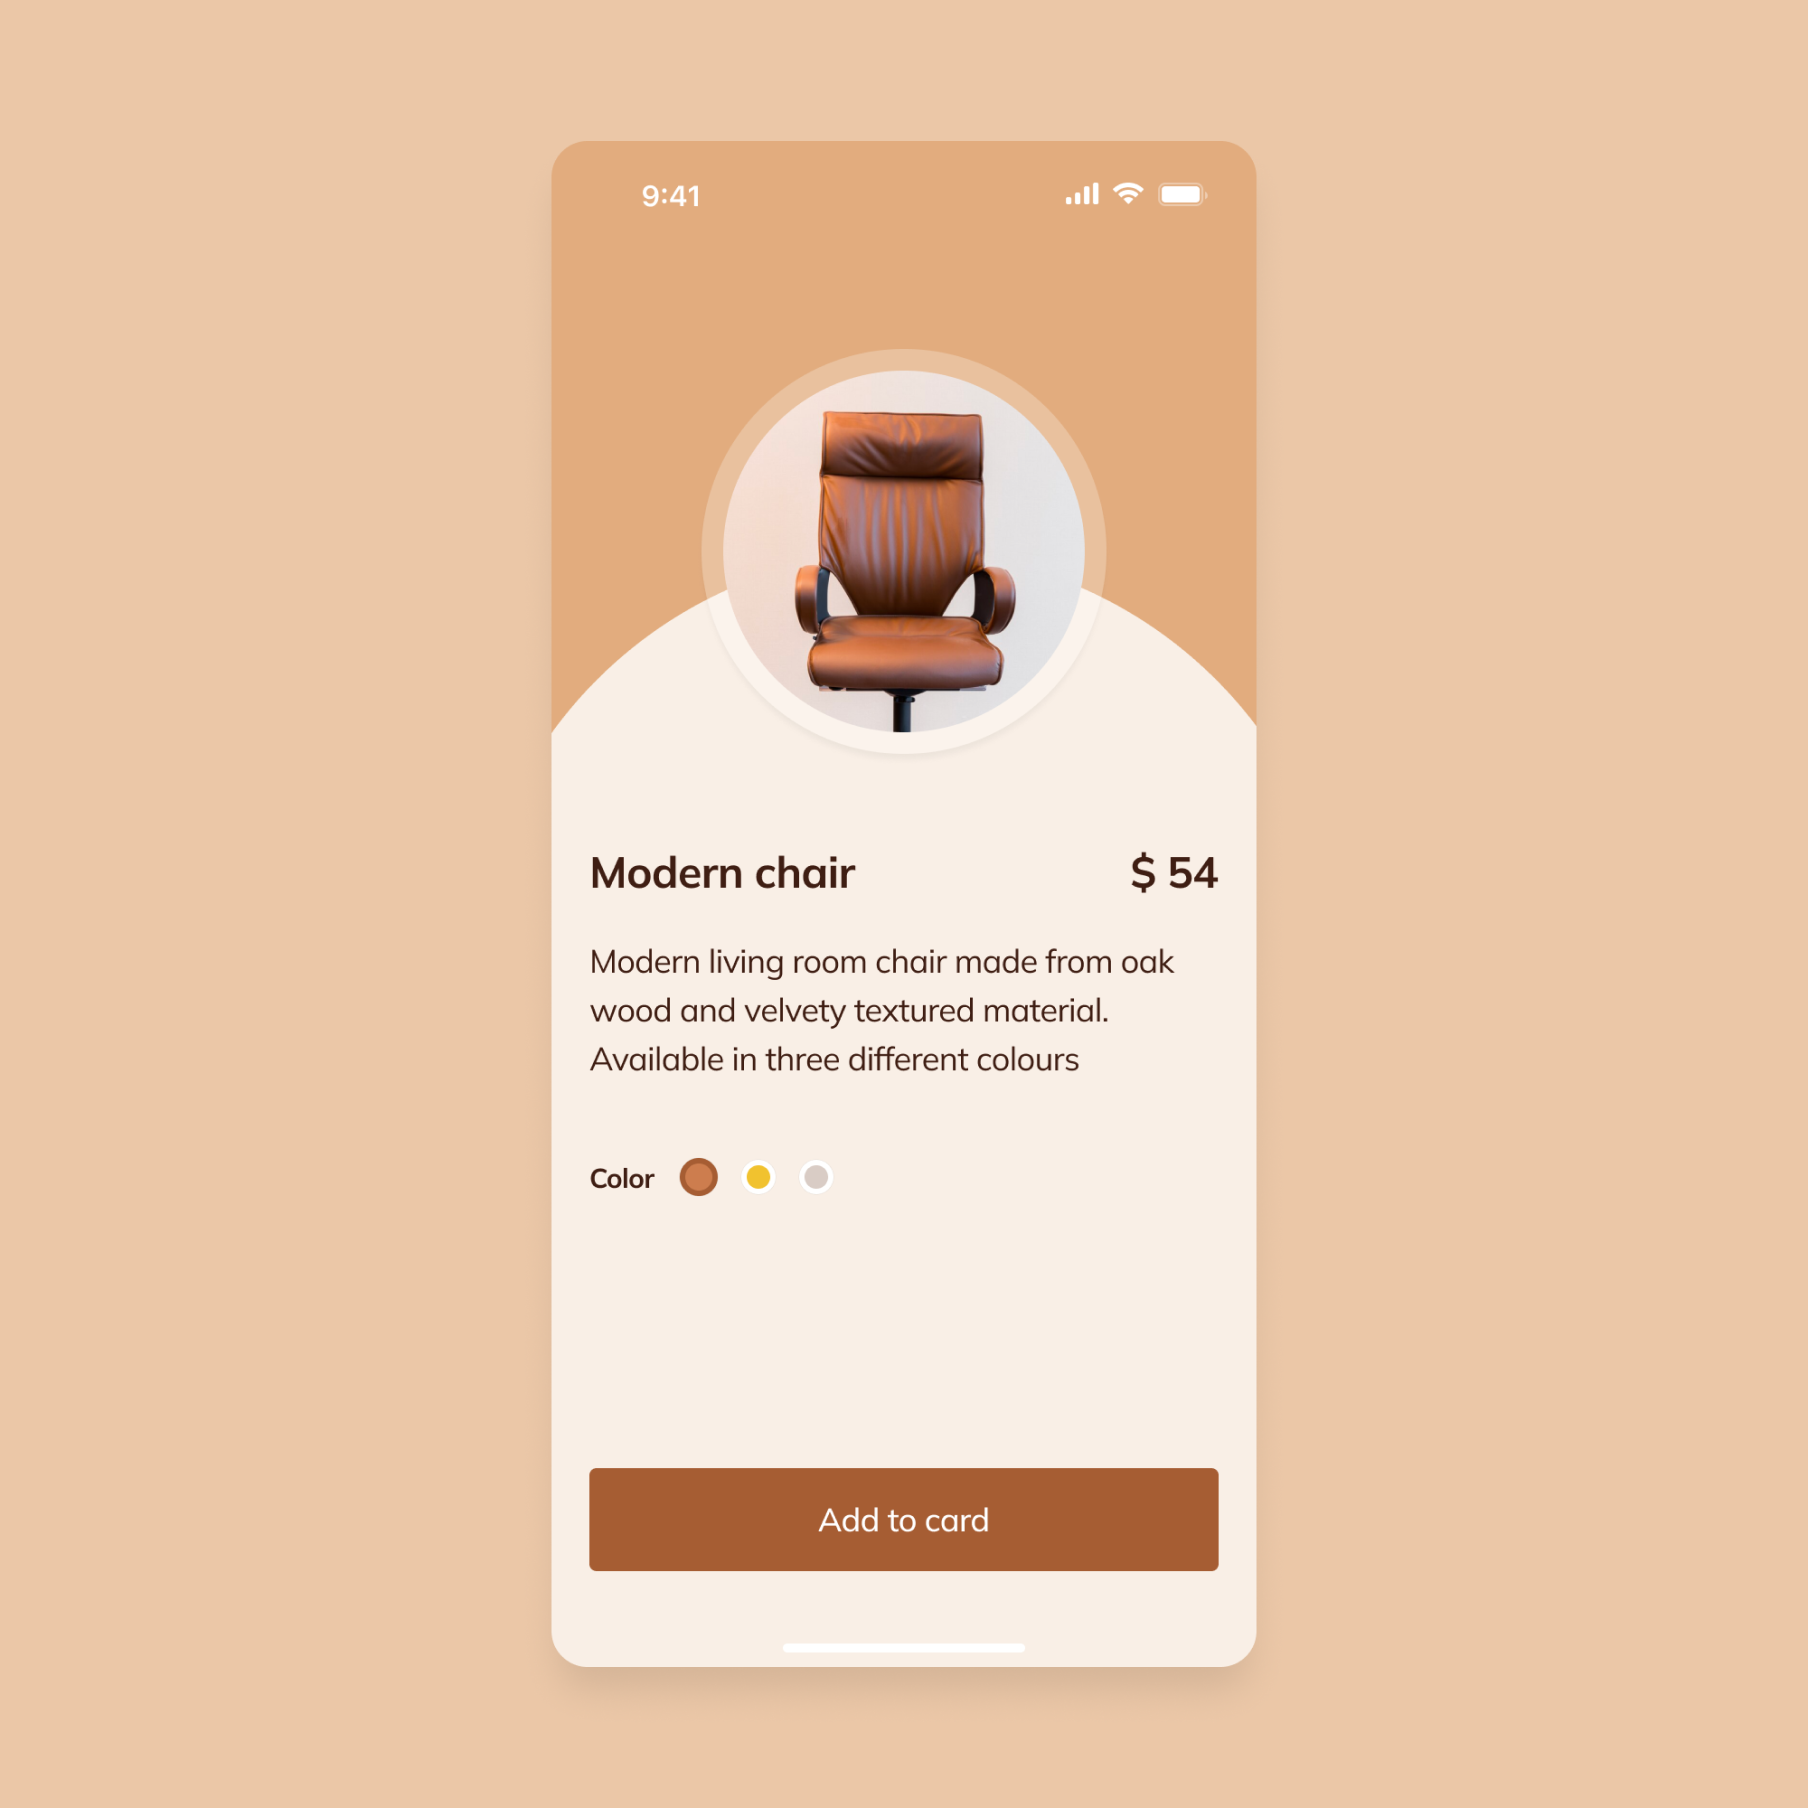 9:41
Modern chair $ 54
Modern living room chair made from oak
wood and velvety textured material.
Available in three different colours
Color
Add to card